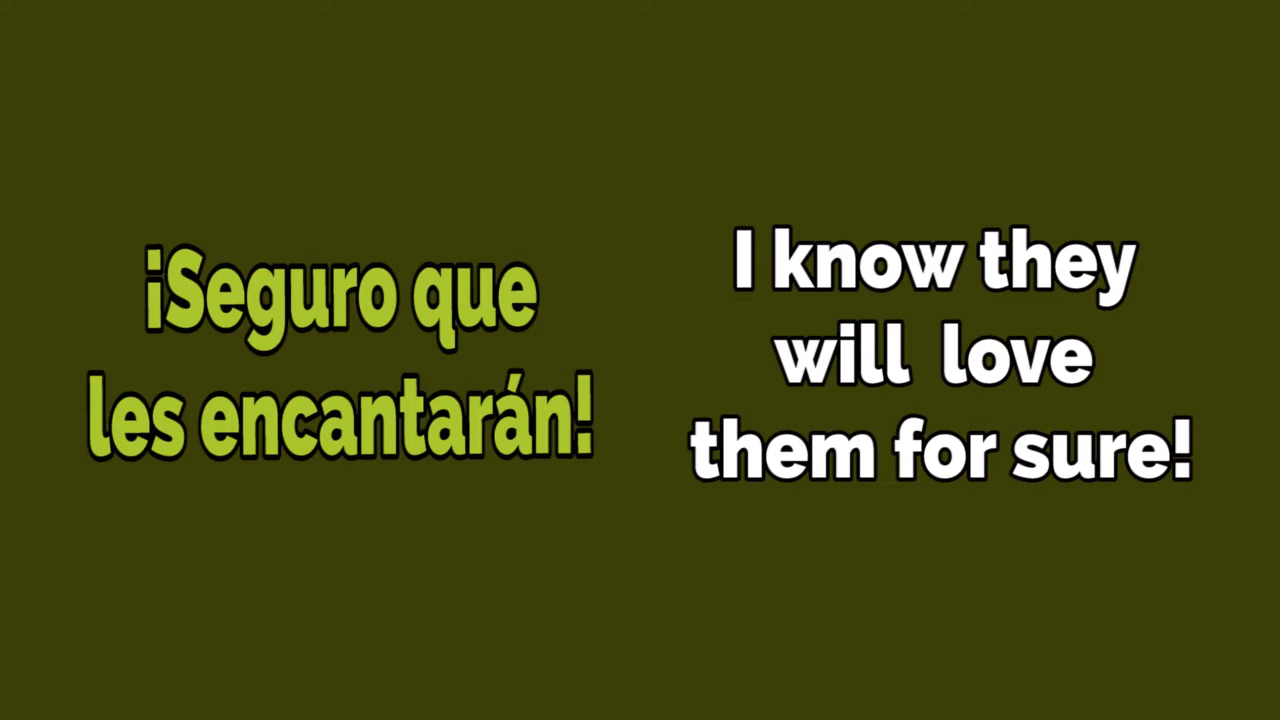 ¡Seguro que
les encantarán!
I know they
will love
them for sure!